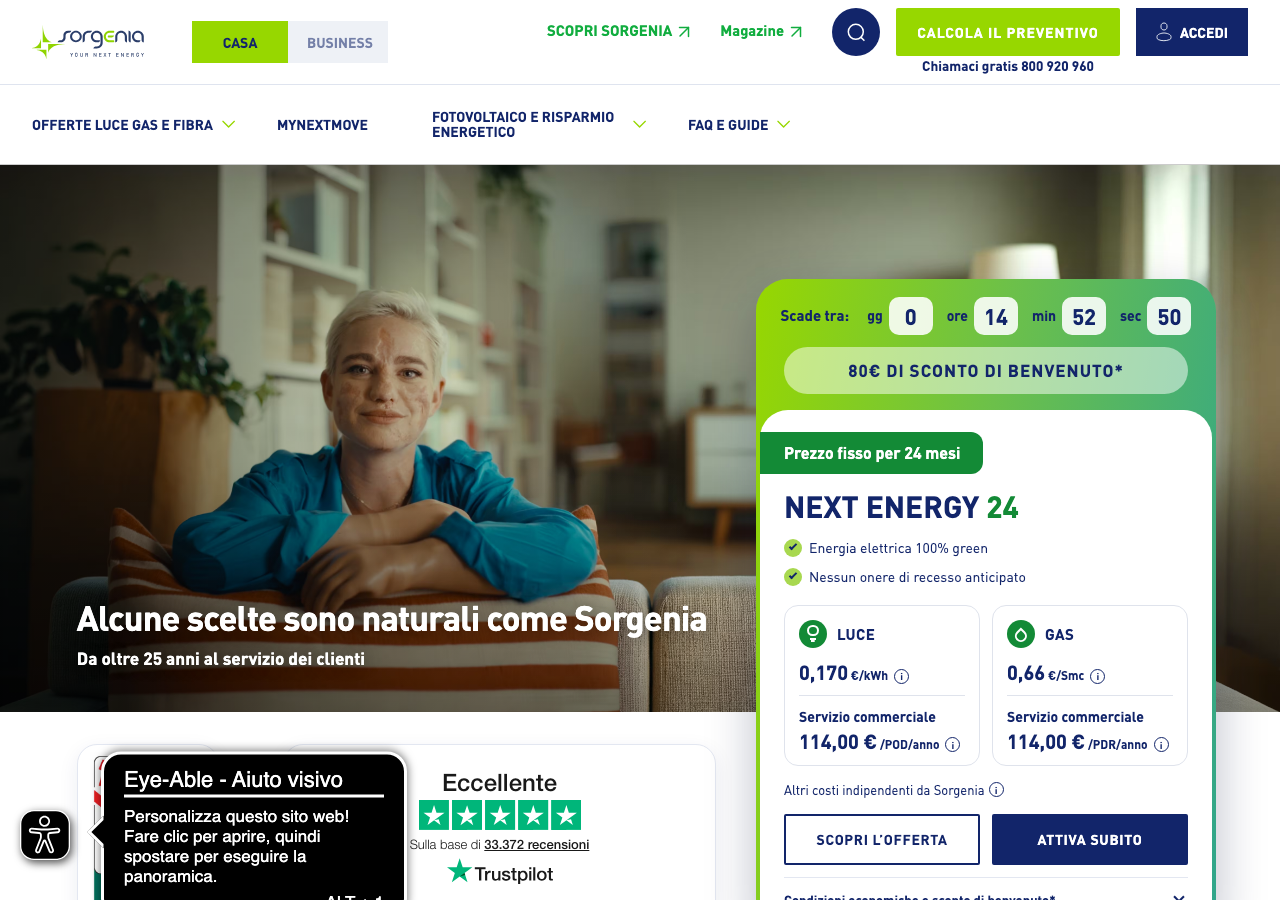 sorgenia
YOUR NEXT ENERGY
CASA
BUSINESS
SCOPRI SORGENIA
Magazine
CALCOLA IL PREVENTIVO
Chiamaci gratis 800 920 960
ACCEDI
OFFERTE LUCE GAS E FIBRA
MYNEXTMOVE
FOTOVOLTAICO E RISPARMIO
ENERGETICO
FAQ E GUIDE
Scade tra: gg 0 ore 14 min 52 sec 50
80€ DI SCONTO DI BENVENUTO*
Prezzo fisso per 24 mesi
NEXT ENERGY 24
Energia elettrica 100% green
Nessun onere di recesso anticipato
LUCE
0,170 €/kWh
Servizio commerciale
114,00 € /POD/anno
GAS
0,66 €/Smc
Servizio commerciale
114,00 € /PDR/anno
Altri costi indipendenti da Sorgenia
SCOPRI L'OFFERTA
ATTIVA SUBITO
Condizioni economiche e sconto di benvenuto*
Alcune scelte sono naturali come Sorgenia
Da oltre 25 anni al servizio dei clienti
Eye-Able - Aiuto visivo
Personalizza questo sito web!
Fare clic per aprire, quindi
spostare per eseguire la
panoramica.
Eccellente
Sulla base di 33.372 recensioni
Trustpilot